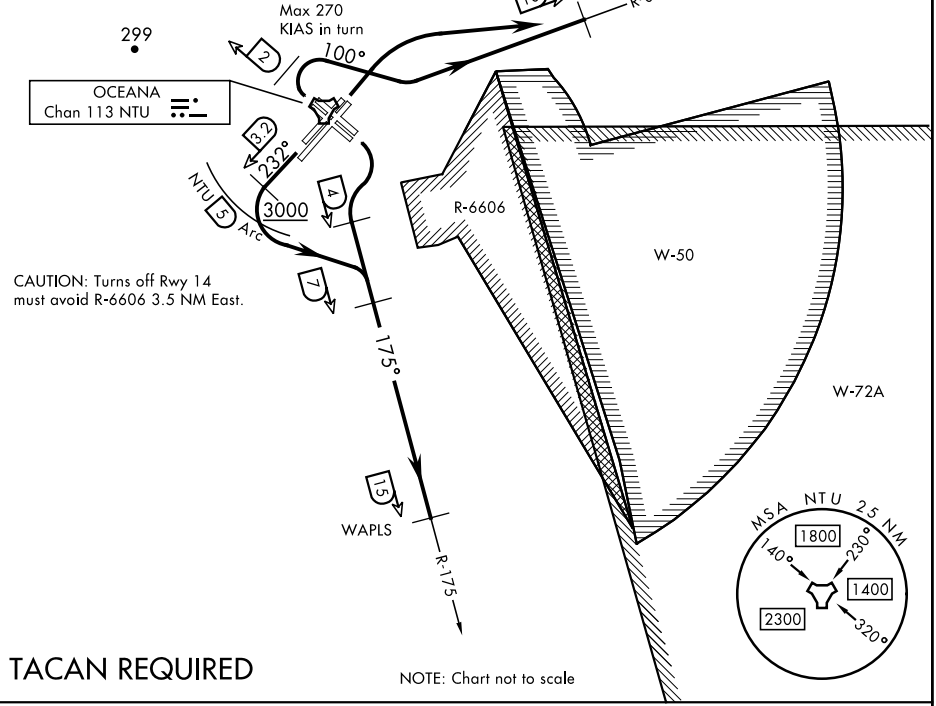 Max 270
KIAS in turn
299
2
100°
OCEANA
Chan 113 NTU
3.2
232°
4
NTU 5 Arc
3000
R-6606
W-50
CAUTION: Turns off Rwy 14
must avoid R-6606 3.5 NM East.
7
175°
W-72A
15
WAPLS
R-175
MSA NTU 25 NM
1800
140°
230°
1400
2300
320°
TACAN REQUIRED
NOTE: Chart not to scale